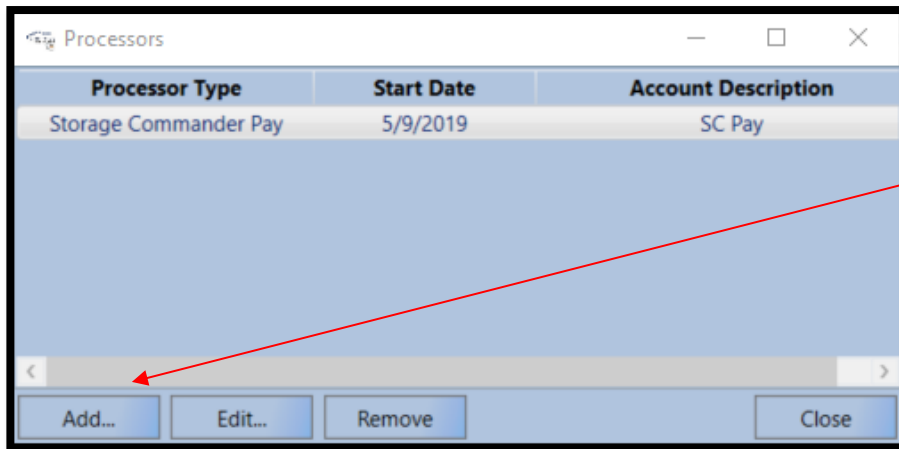 Processors
Processor Type Start Date Account Description
Storage Commander Pay 5/9/2019 SC Pay
Add... Edit... Remove Close